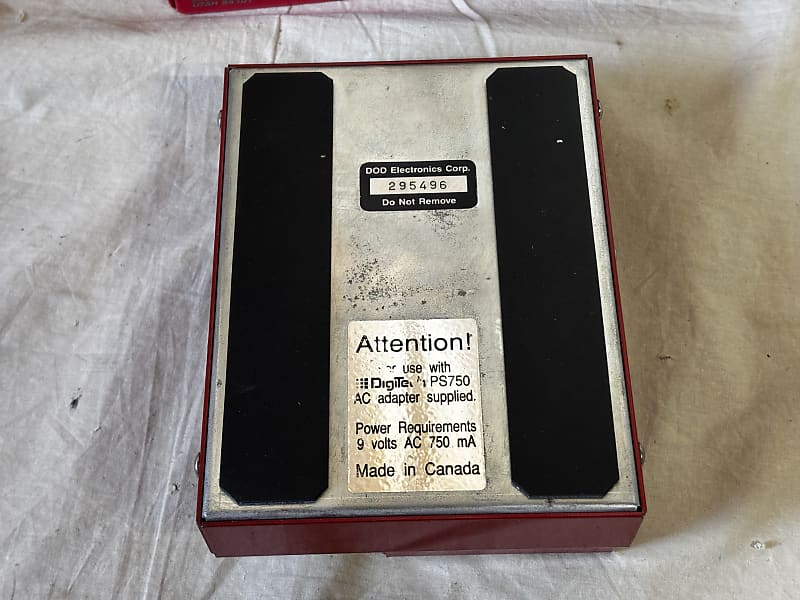 DOD Electronics Corp.
295496
Do Not Remove
Attention!
use with
DigiTech PS750
AC adapter supplied.
Power Requirements
9 volts AC 750 mA
Made in Canada